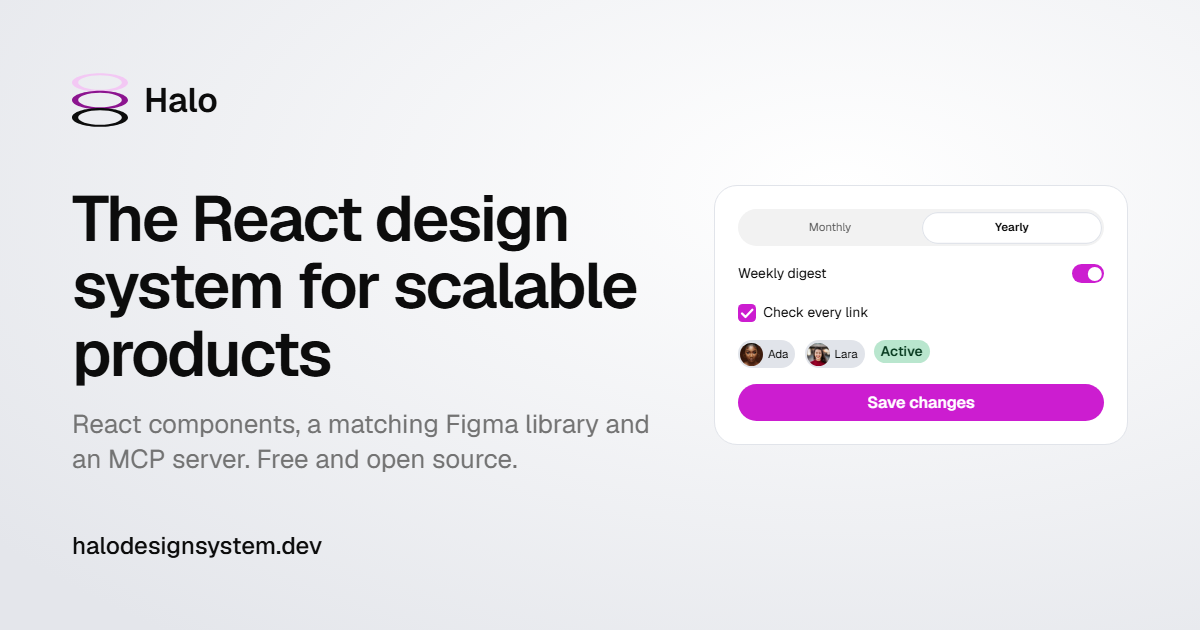 Halo
The React design
system for scalable
products
React components, a matching Figma library and
an MCP server. Free and open source.
halodesignsystem.dev
Monthly
Yearly
Weekly digest
Check every link
Ada
Lara
Active
Save changes